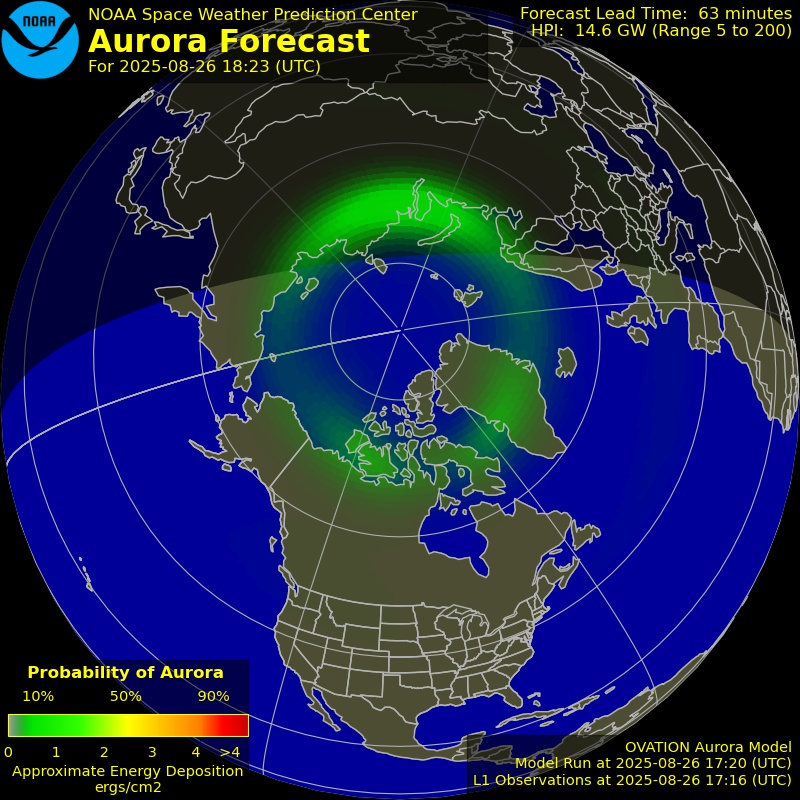 NOAA
NOAA Space Weather Prediction Center
Aurora Forecast
For 2025-08-26 18:23 (UTC)
Forecast Lead Time: 63 minutes
HPI: 14.6 GW (Range 5 to 200)
Probability of Aurora
10% 50% 90%
0 1 2 3 4 >4
Approximate Energy Deposition
ergs/cm2
OVATION Aurora Model
Model Run at 2025-08-26 17:20 (UTC)
L1 Observations at 2025-08-26 17:16 (UTC)